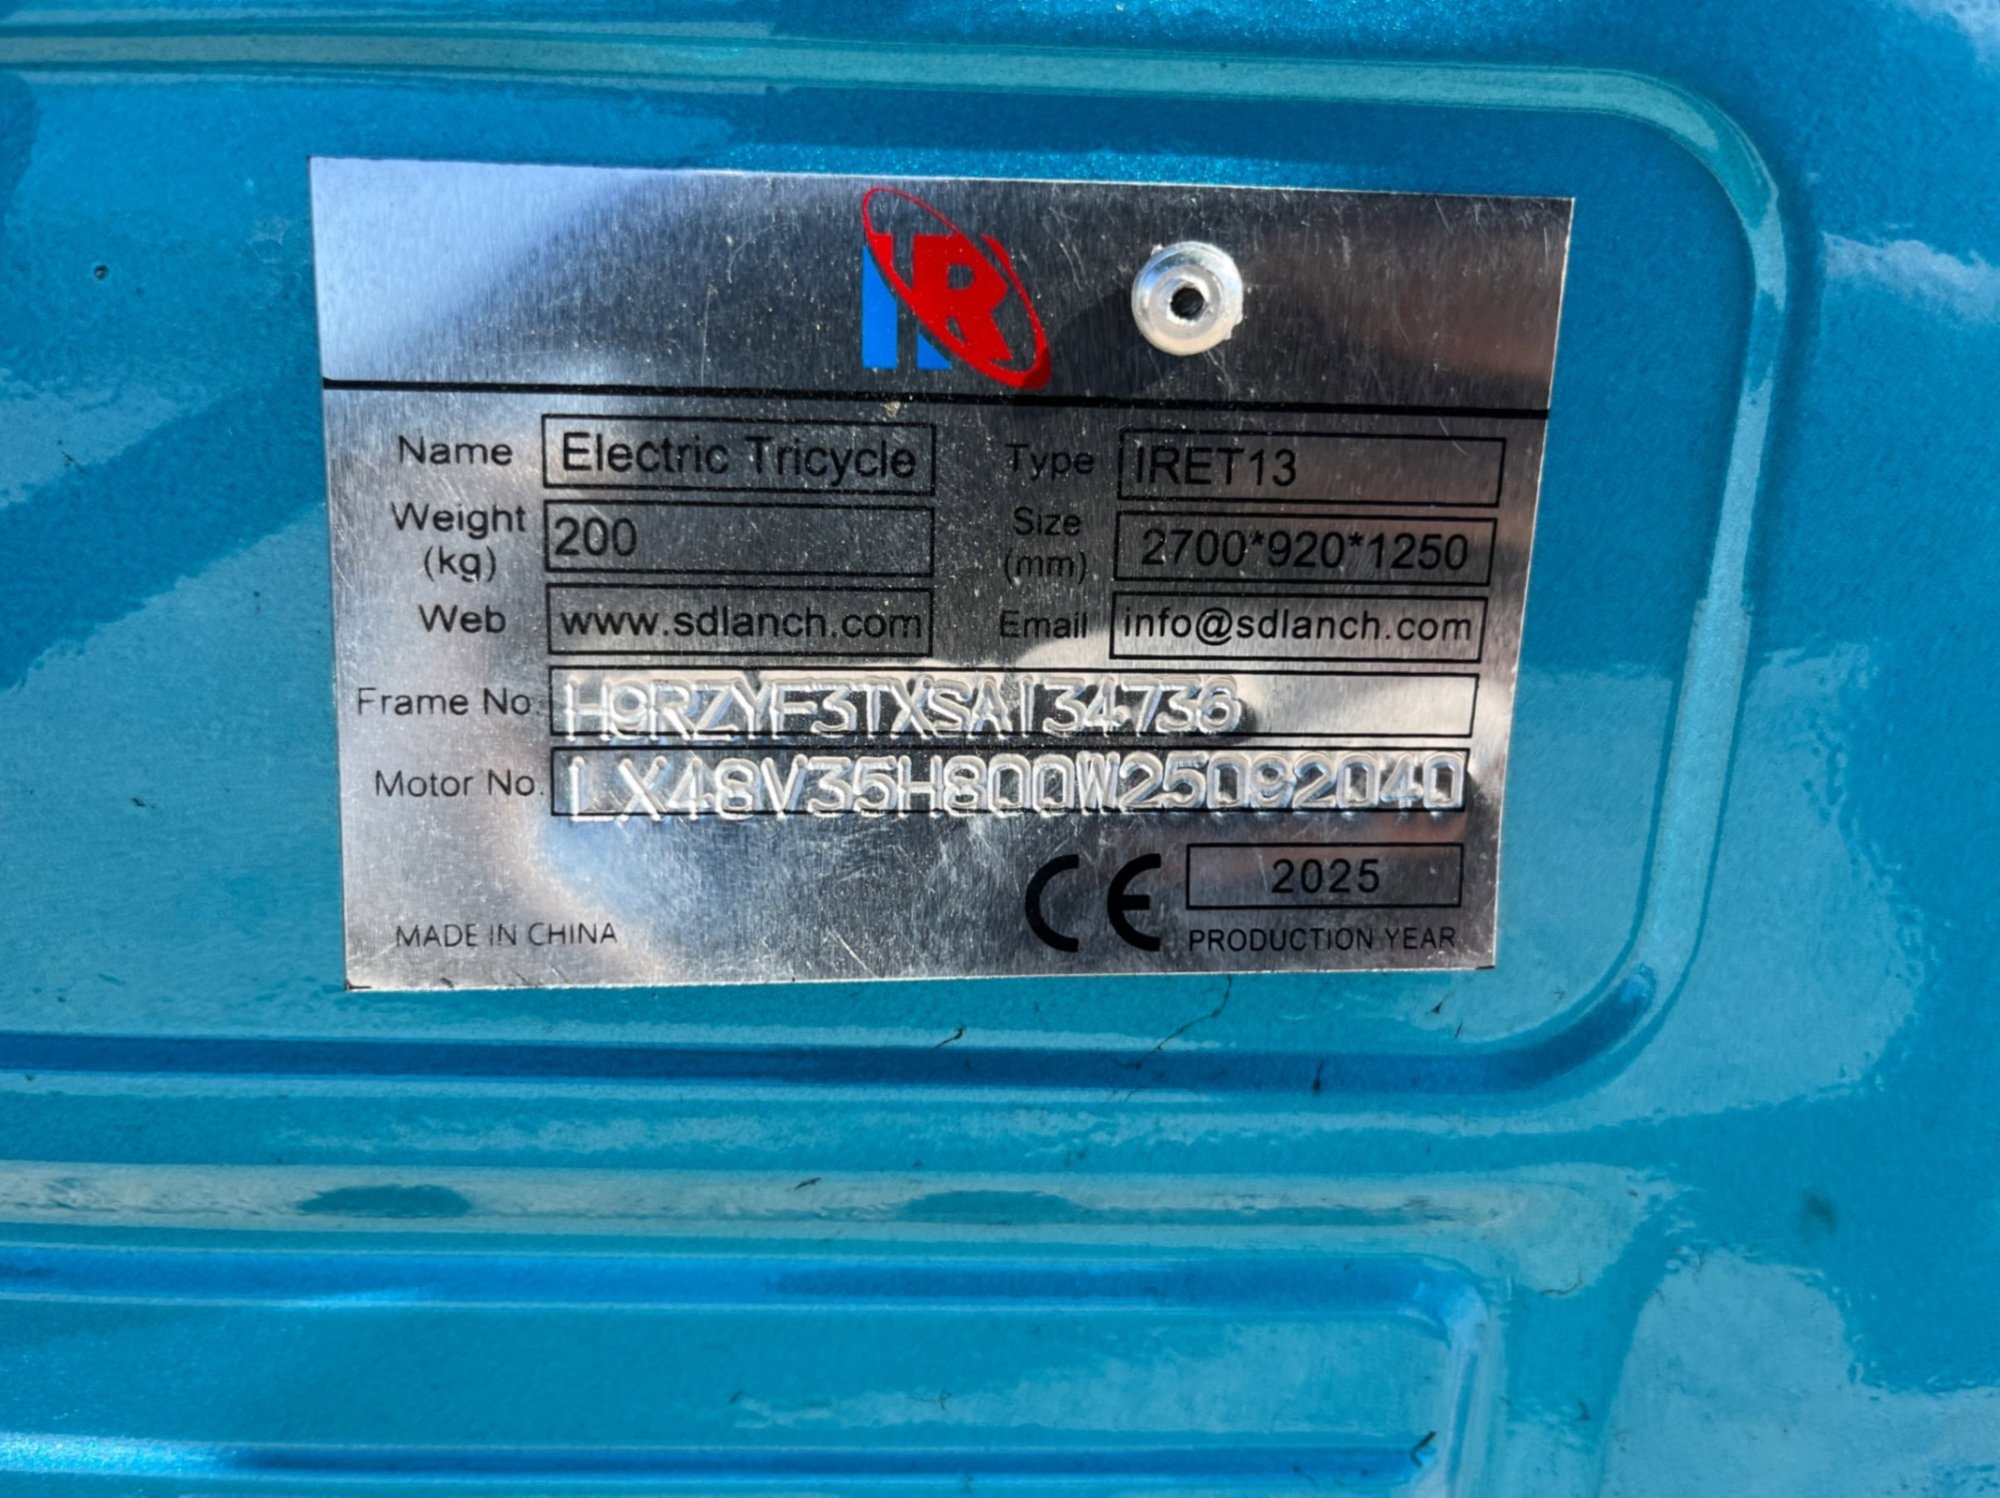 IR
Name Electric Tricycle Type IRET13
Weight (kg) 200 Size (mm) 2700*920*1250
Web www.sdlanch.com Email info@sdlanch.com
Frame No. H9RZYF3TXSA134736
Motor No. LX48V35H800W25092040
CE 2025
MADE IN CHINA PRODUCTION YEAR